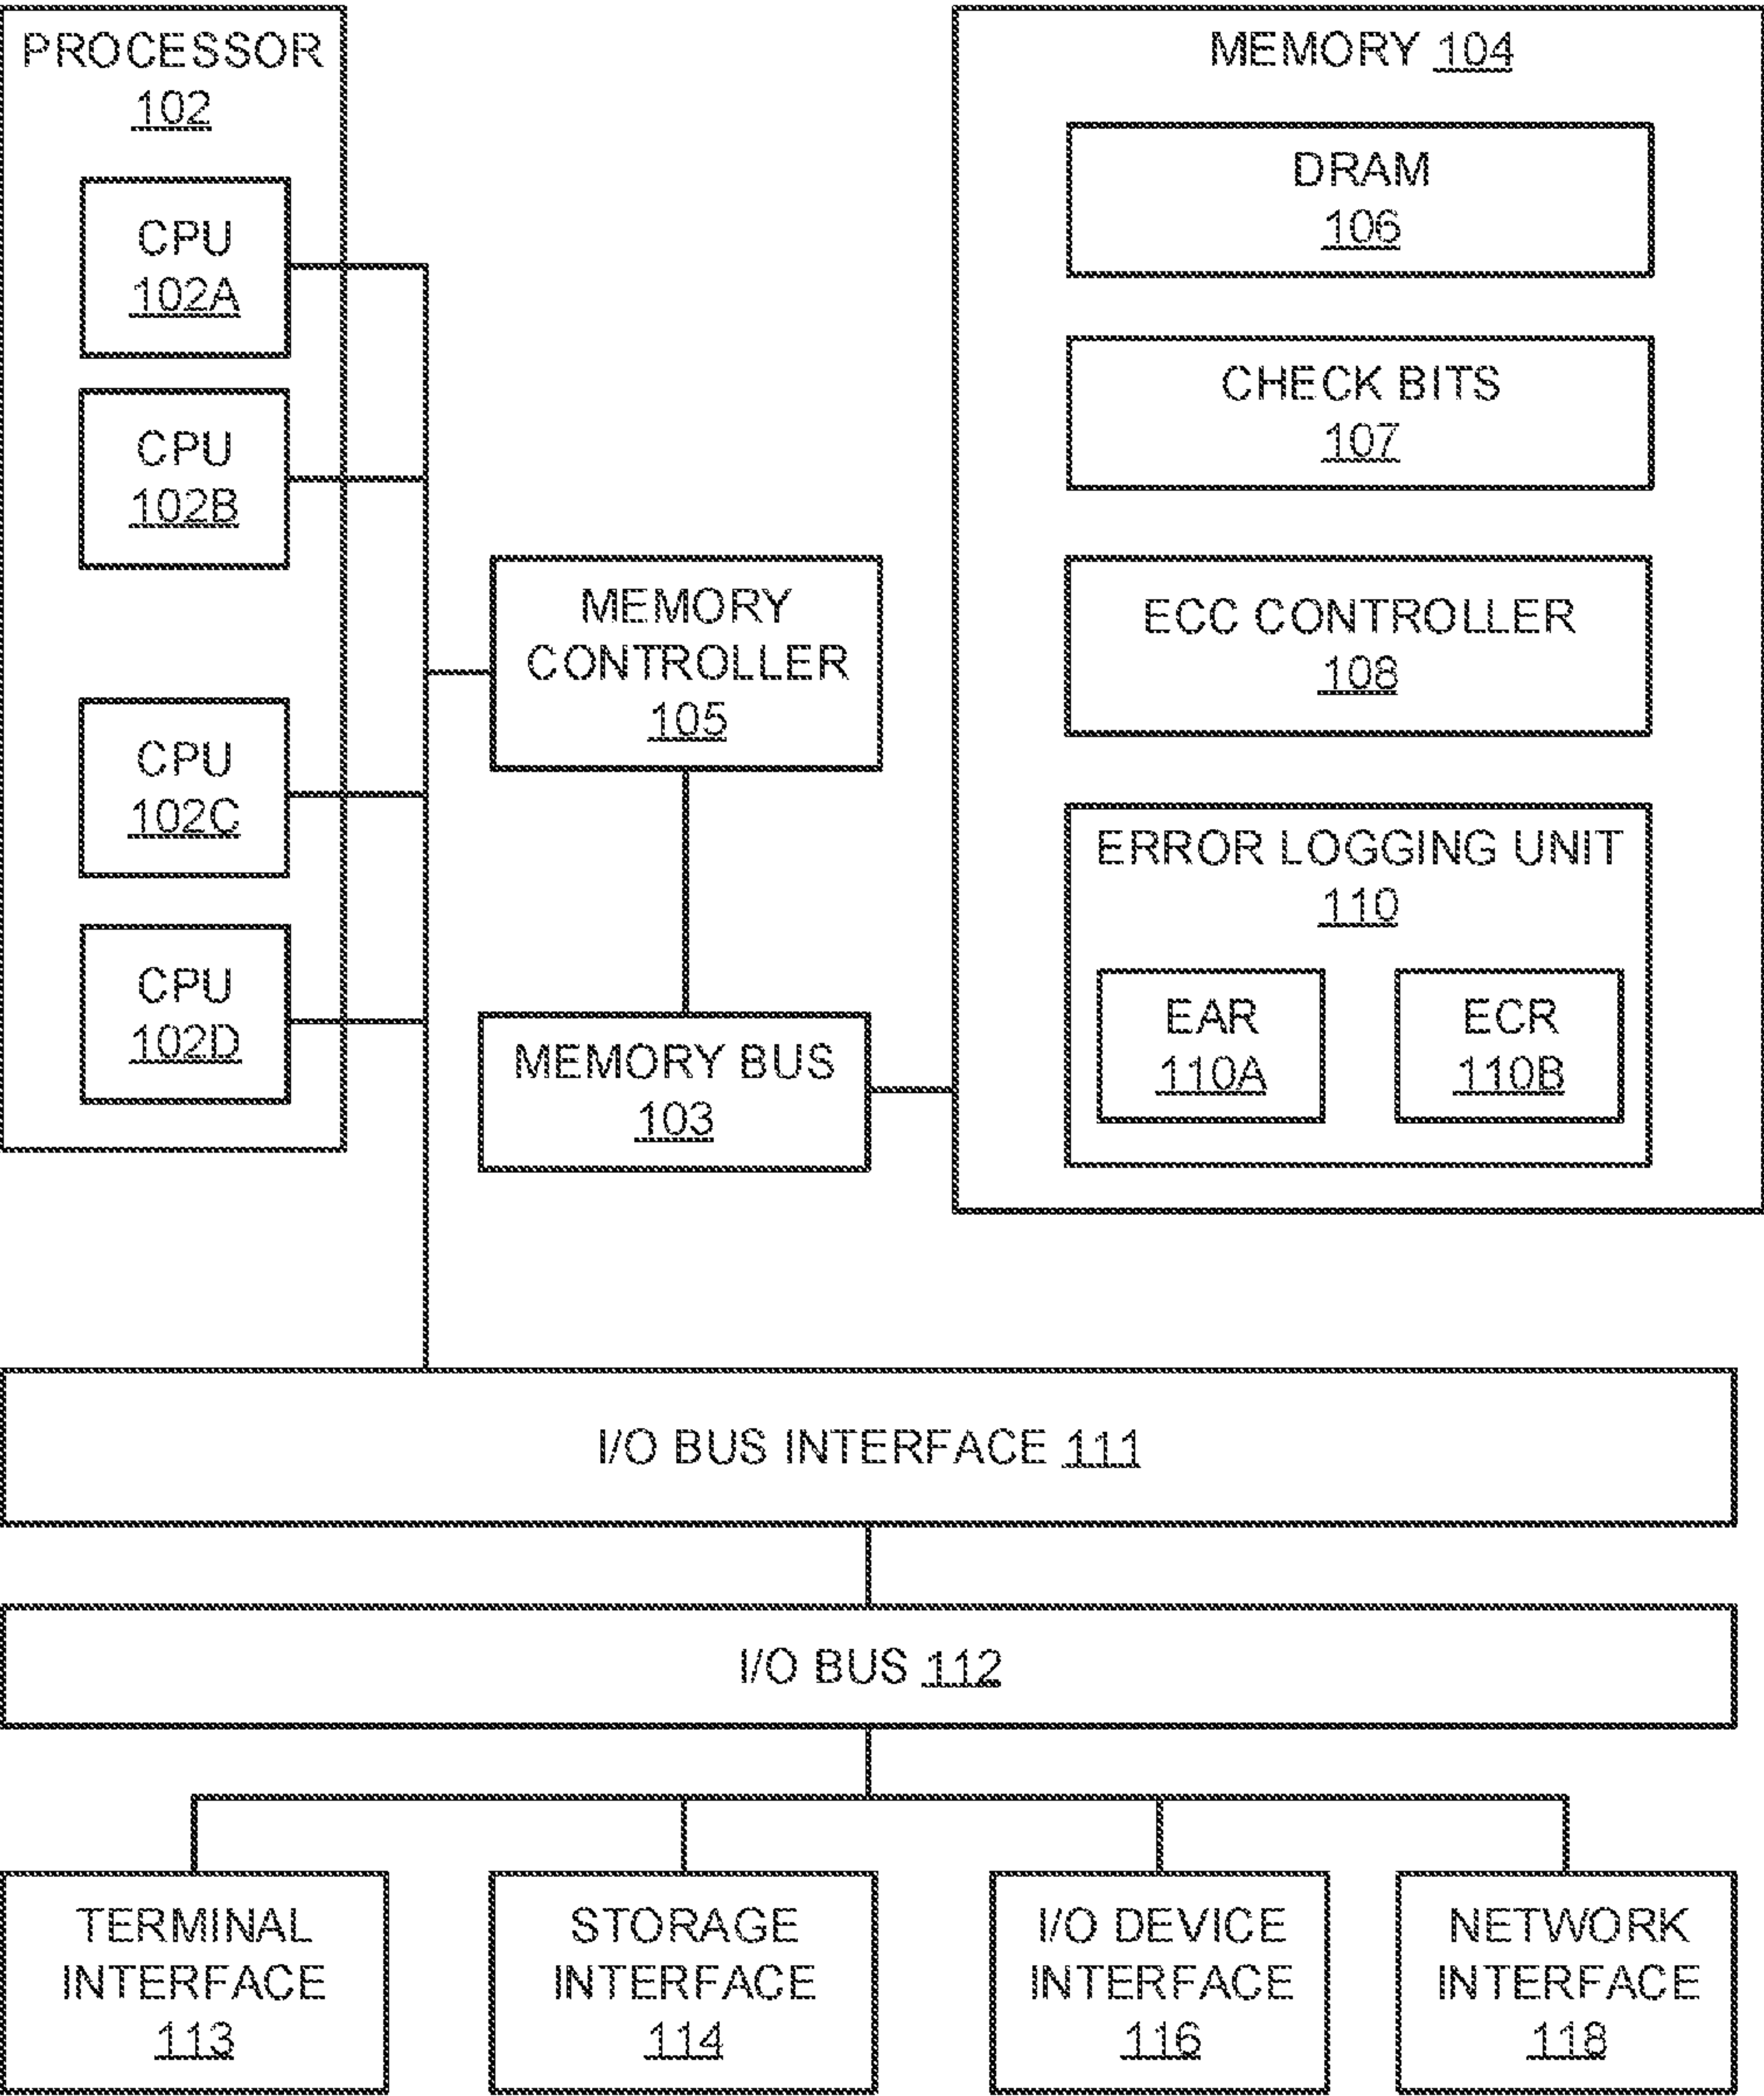 PROCESSOR
102
CPU
102A
CPU
102B
CPU
102C
CPU
102D
MEMORY
CONTROLLER
105
MEMORY BUS
103
MEMORY 104
DRAM
106
CHECK BITS
107
ECC CONTROLLER
108
ERROR LOGGING UNIT
110
EAR
110A
ECR
110B
I/O BUS INTERFACE 111
I/O BUS 112
TERMINAL
INTERFACE
113
STORAGE
INTERFACE
114
I/O DEVICE
INTERFACE
116
NETWORK
INTERFACE
118